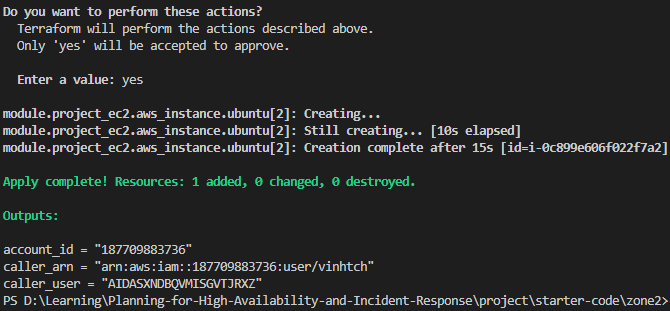 Do you want to perform these actions?
Terraform will perform the actions described above.
Only 'yes' will be accepted to approve.
Enter a value: yes
module.project_ec2.aws_instance.ubuntu[2]: Creating...
module.project_ec2.aws_instance.ubuntu[2]: Still creating... [10s elapsed]
module.project_ec2.aws_instance.ubuntu[2]: Creation complete after 15s [id=i-0c899e606f022f7a2]
Apply complete! Resources: 1 added, 0 changed, 0 destroyed.
Outputs:
account_id = "187709883736"
caller_arn = "arn:aws:iam::187709883736:user/vinhtch"
caller_user = "AIDASXNDBQVMISGVTJRXZ"
PS D:\Learning\Planning-for-High-Availability-and-Incident-Response\project\starter-code\zone2>